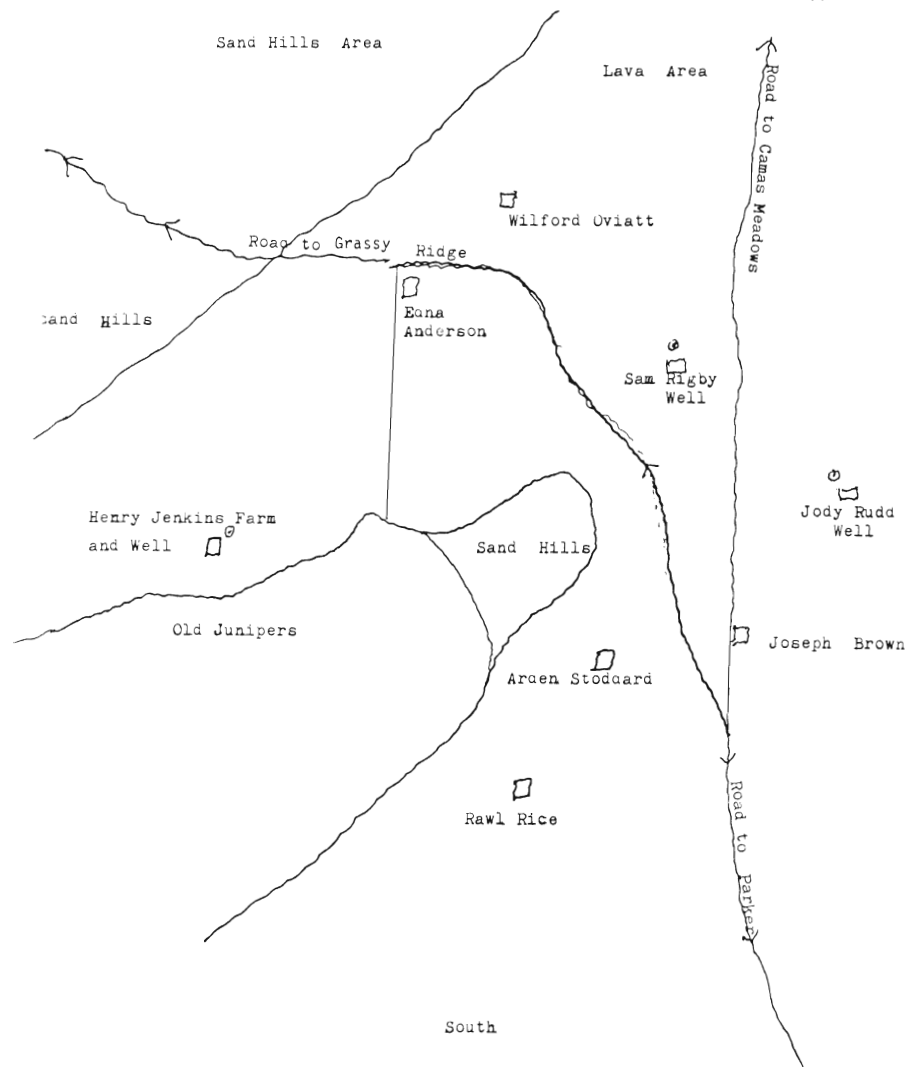 Sand Hills Area
Lava Area
Road to Camas Meadows
Wilford Oviatt
Road to Grassy Ridge
Edna
Anderson
Sand Hills
Sam Rigby
Well
Henry Jenkins Farm
and Well
Sand Hills
Jody Rudd
Well
Old Junipers
Joseph Brown
Arden Stoddard
Road to Parker
Rawl Rice
South